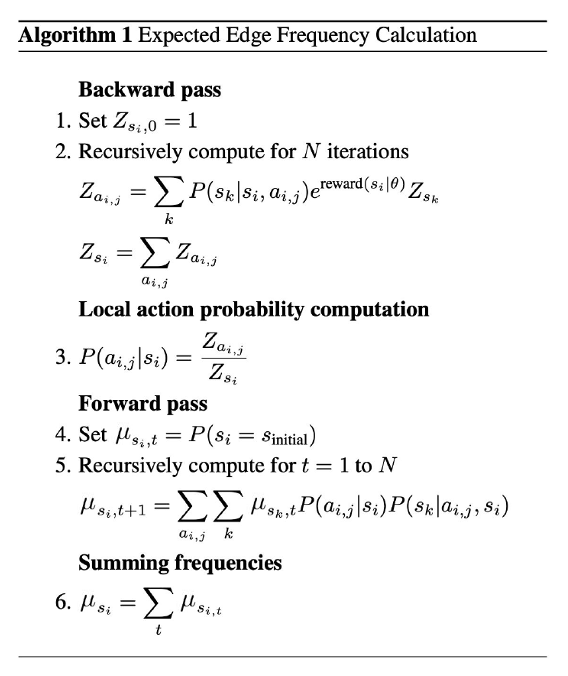 Algorithm 1 Expected Edge Frequency Calculation
Backward pass
1. Set $Z_{s_i,0} = 1$
2. Recursively compute for $N$ iterations
$Z_{a_{i,j}} = \sum_{k} P(s_k|s_i, a_{i,j}) e^{\text{reward}(s_i|\theta)} Z_{s_k}$
$Z_{s_i} = \sum_{a_{i,j}} Z_{a_{i,j}}$
Local action probability computation
3. $P(a_{i,j}|s_i) = \frac{Z_{a_{i,j}}}{Z_{s_i}}$
Forward pass
4. Set $\mu_{s_i,t} = P(s_i = s_{\text{initial}})$
5. Recursively compute for $t = 1$ to $N$
$\mu_{s_i,t+1} = \sum_{a_{i,j}} \sum_{k} \mu_{s_k,t} P(a_{i,j}|s_i) P(s_k|a_{i,j}, s_i)$
Summing frequencies
6. $\mu_{s_i} = \sum_{t} \mu_{s_{i,t}}$